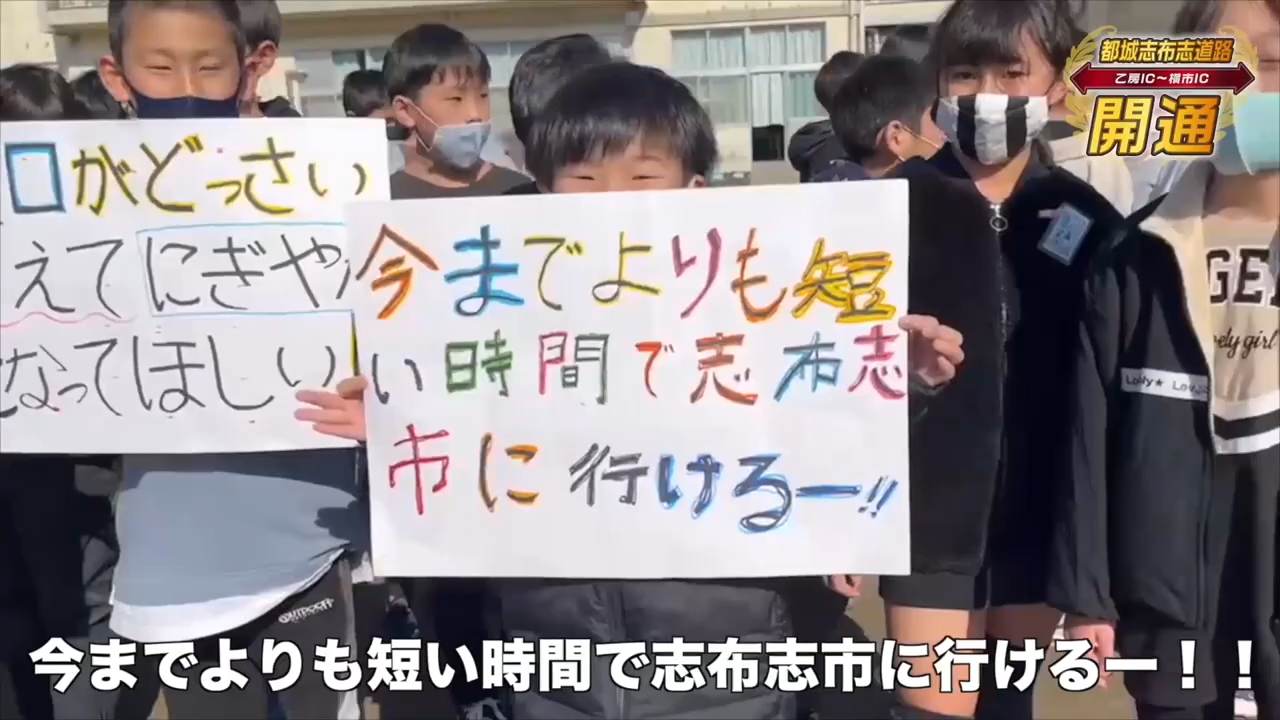 都城志布志道路
乙房IC～横市IC
開通
口がどっさい
えてにぎや
なってほしい
今までよりも短
い時間で志布志
市に行けるー!!
OUTDOOR
GE
ely girl
今までよりも短い時間で志布志市に行けるー！！